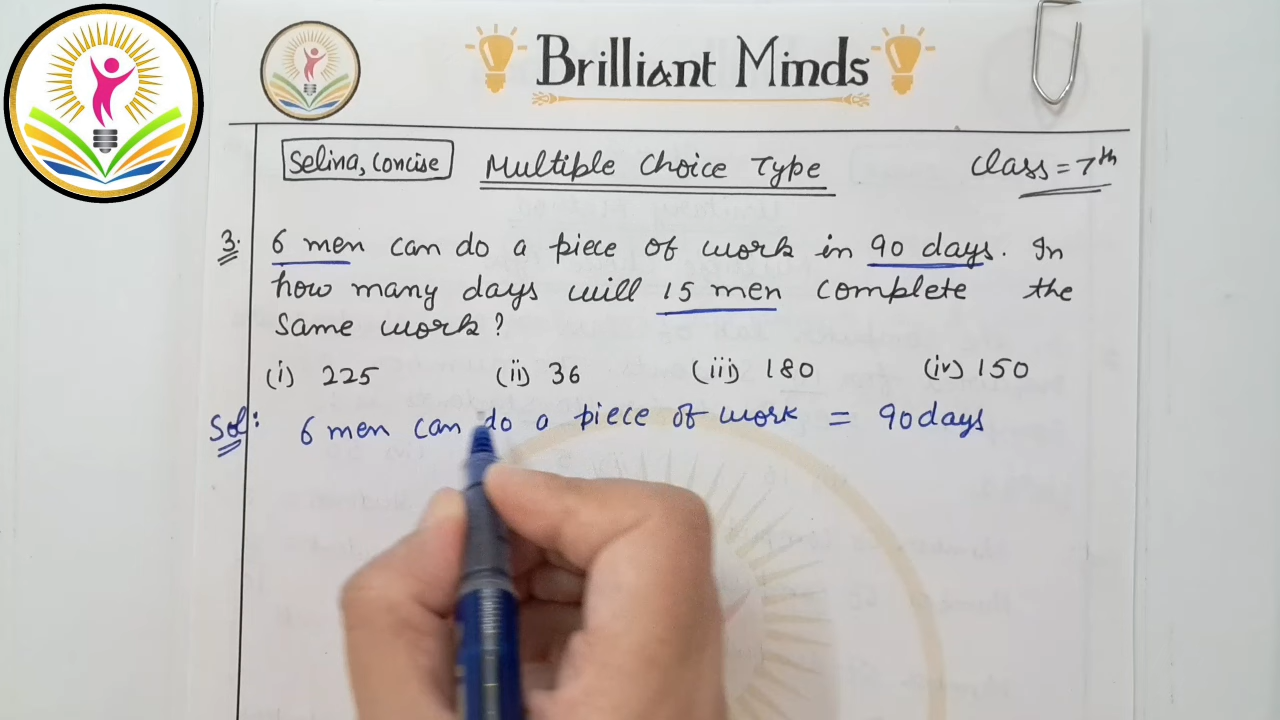 Brilliant Minds
Selina, Concise Multiple Choice Type Class = 7th
3. 6 men can do a piece of work in 90 days. In
how many days will 15 men complete the
same work?
(i) 225 (ii) 36 (iii) 180 (iv) 150
Sol: 6 men can do a piece of work = 90 days